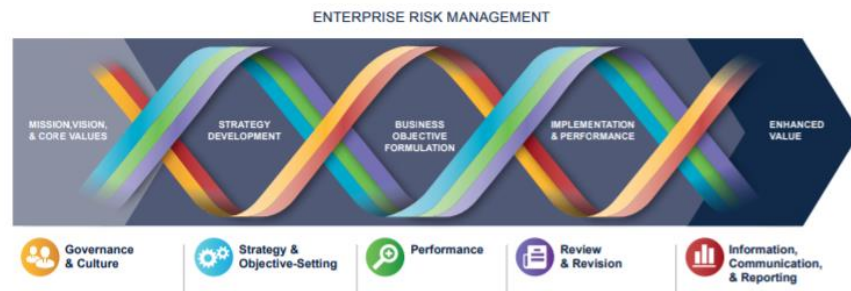 ENTERPRISE RISK MANAGEMENT
MISSION, VISION,
& CORE VALUES
STRATEGY
DEVELOPMENT
BUSINESS
OBJECTIVE
FORMULATION
IMPLEMENTATION
& PERFORMANCE
ENHANCED
VALUE
Governance
& Culture
Strategy &
Objective-Setting
Performance
Review
& Revision
Information,
Communication,
& Reporting